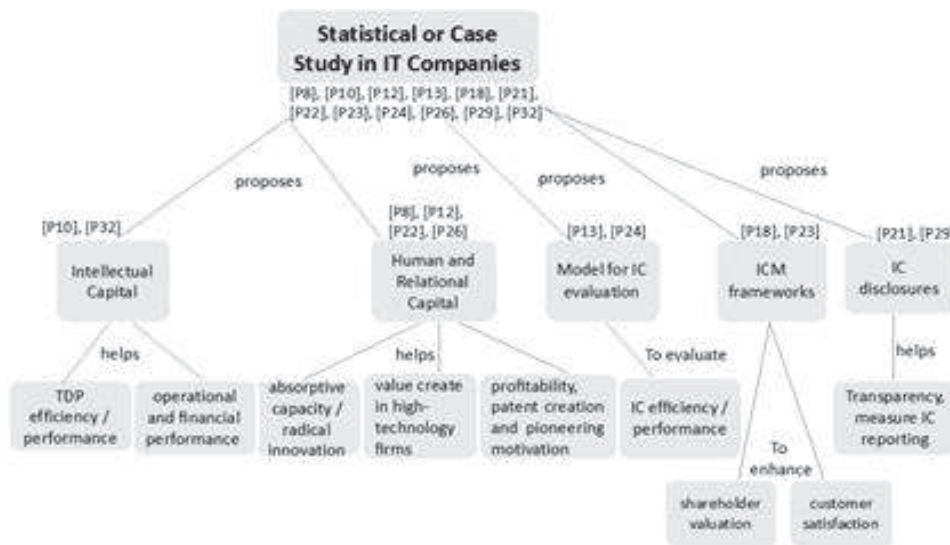 Statistical or Case
Study in IT Companies
[P8], [P10], [P12], [P13], [P18], [P21],
[P22], [P23], [P24], [P26], [P29], [P32]
proposes
proposes
proposes
proposes
proposes
[P10], [P32]
[P8], [P12],
[P22], [P26]
[P13], [P24]
[P18], [P23]
[P21], [P29
Intellectual
Capital
Human and
Relational
Capital
Model for IC
evaluation
ICM
frameworks
IC
disclosures
helps
helps
To evaluate
helps
TDP
efficiency /
performance
operational
and financial
performance
absorptive
capacity /
radical
innovation
value create
in high-
technology
firms
profitability,
patent creation
and pioneering
motivation
IC efficiency /
performance
Transparency,
measure IC
reporting
To
enhance
shareholder
valuation
customer
satisfaction